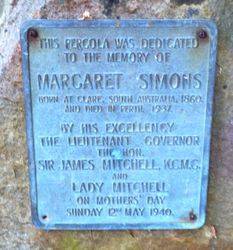 THIS PERGOLA WAS DEDICATED
TO THE MEMORY OF
MARGARET SIMONS
BORN AT CLARE, SOUTH AUSTRALIA, 1860.
AND DIED IN PERTH, 1937.
BY HIS EXCELLENCY
THE LIEUTENANT GOVERNOR
THE HON.
SIR JAMES MITCHELL, K.C.M.G.
AND
LADY MITCHELL
ON MOTHERS' DAY
SUNDAY 12TH MAY 1940.